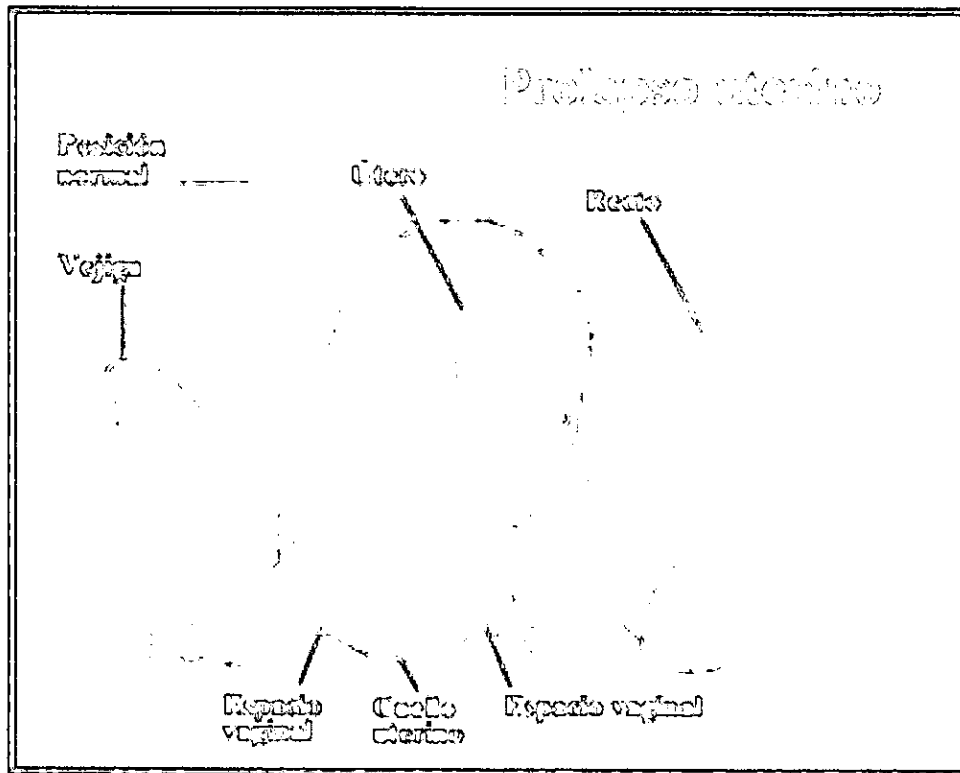 Prolapso uterino
Posición
normal
Útero
Recto
Vejiga
Espacio
vaginal
Cuello
uterino
Espacio vaginal